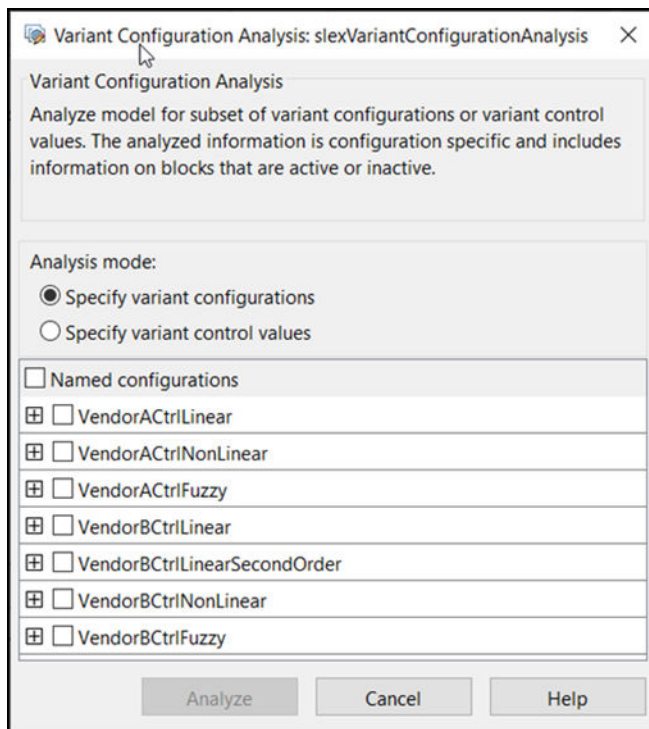 Variant Configuration Analysis: slexVariantConfigurationAnalysis
Variant Configuration Analysis
Analyze model for subset of variant configurations or variant control
values. The analyzed information is configuration specific and includes
information on blocks that are active or inactive.
Analysis mode:
Specify variant configurations
Specify variant control values
Named configurations
VendorACtrlLinear
VendorACtrlNonLinear
VendorACtrlFuzzy
VendorBCtrlLinear
VendorBCtrlLinearSecondOrder
VendorBCtrlNonLinear
VendorBCtrlFuzzy
Analyze Cancel Help